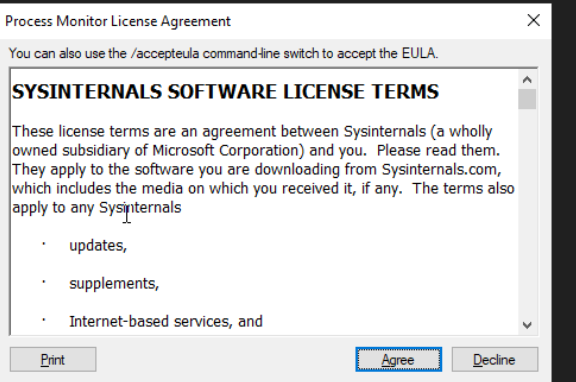 Process Monitor License Agreement
You can also use the /accepteula command-line switch to accept the EULA.
SYSINTERNALS SOFTWARE LICENSE TERMS
These license terms are an agreement between Sysinternals (a wholly
owned subsidiary of Microsoft Corporation) and you.  Please read them.
They apply to the software you are downloading from Sysinternals.com,
which includes the media on which you received it, if any.  The terms also
apply to any Sysinternals
· updates,
· supplements,
· Internet-based services, and
Print Agree Decline